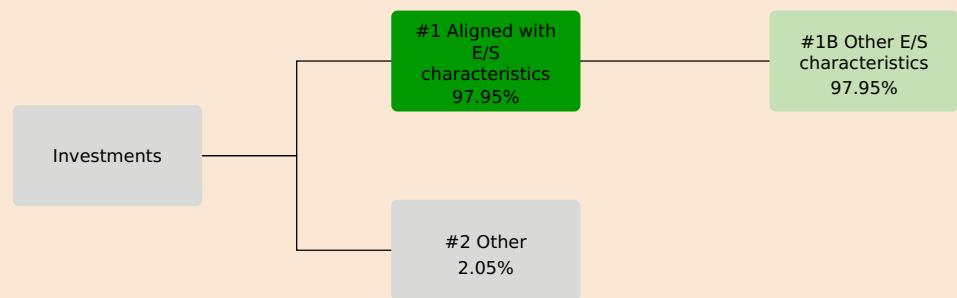 Investments
#1 Aligned with
E/S
characteristics
97.95%
#1B Other E/S
characteristics
97.95%
#2 Other
2.05%